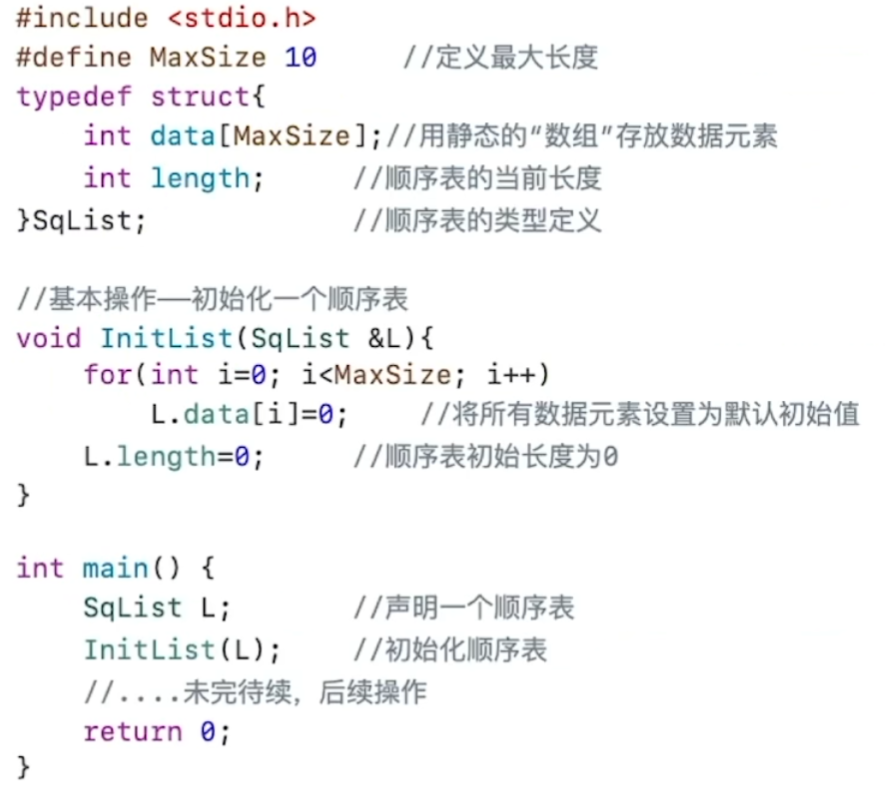 #include <stdio.h>
#define MaxSize 10 //定义最大长度
typedef struct{
int data[MaxSize];//用静态的“数组”存放数据元素
int length; //顺序表的当前长度
}SqList; //顺序表的类型定义
//基本操作——初始化一个顺序表
void InitList(SqList &L){
for(int i=0; i<MaxSize; i++)
L.data[i]=0; //将所有数据元素设置为默认初始值
L.length=0; //顺序表初始长度为0
}
int main() {
SqList L; //声明一个顺序表
InitList(L); //初始化顺序表
//....未完待续，后续操作
return 0;
}